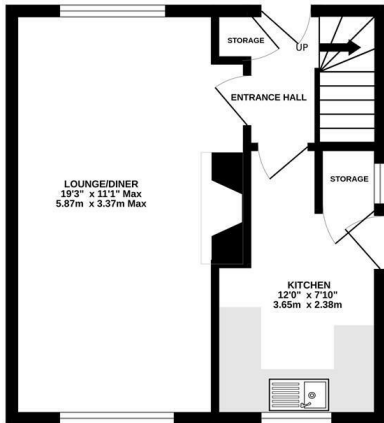 STORAGE
UP
ENTRANCE HALL
LOUNGE/DINER
19'3" x 11'1" Max
5.87m x 3.37m Max
STORAGE
KITCHEN
12'0" x 7'10"
3.65m x 2.38m